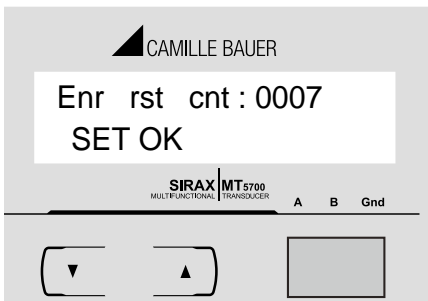 CAMILLE BAUER
Enr rst cnt : 0007
SET OK
SIRAX MT5700
MULTIFUNCTIONAL TRANSDUCER
A B Gnd